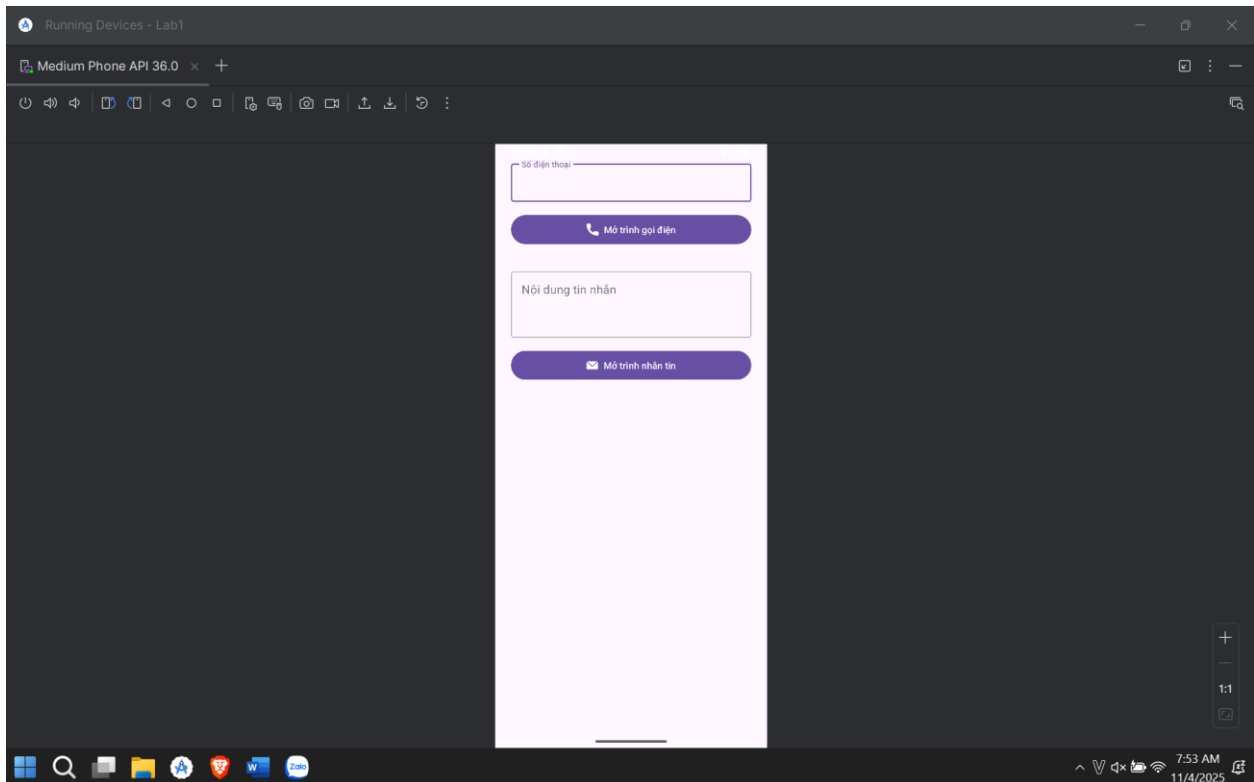 Running Devices - Lab1
Medium Phone API 36.0
Số điện thoại
Mở trình gọi điện
Nội dung tin nhắn
Mở trình nhắn tin
1:1
W
Zalo
7:53 AM
11/4/2025